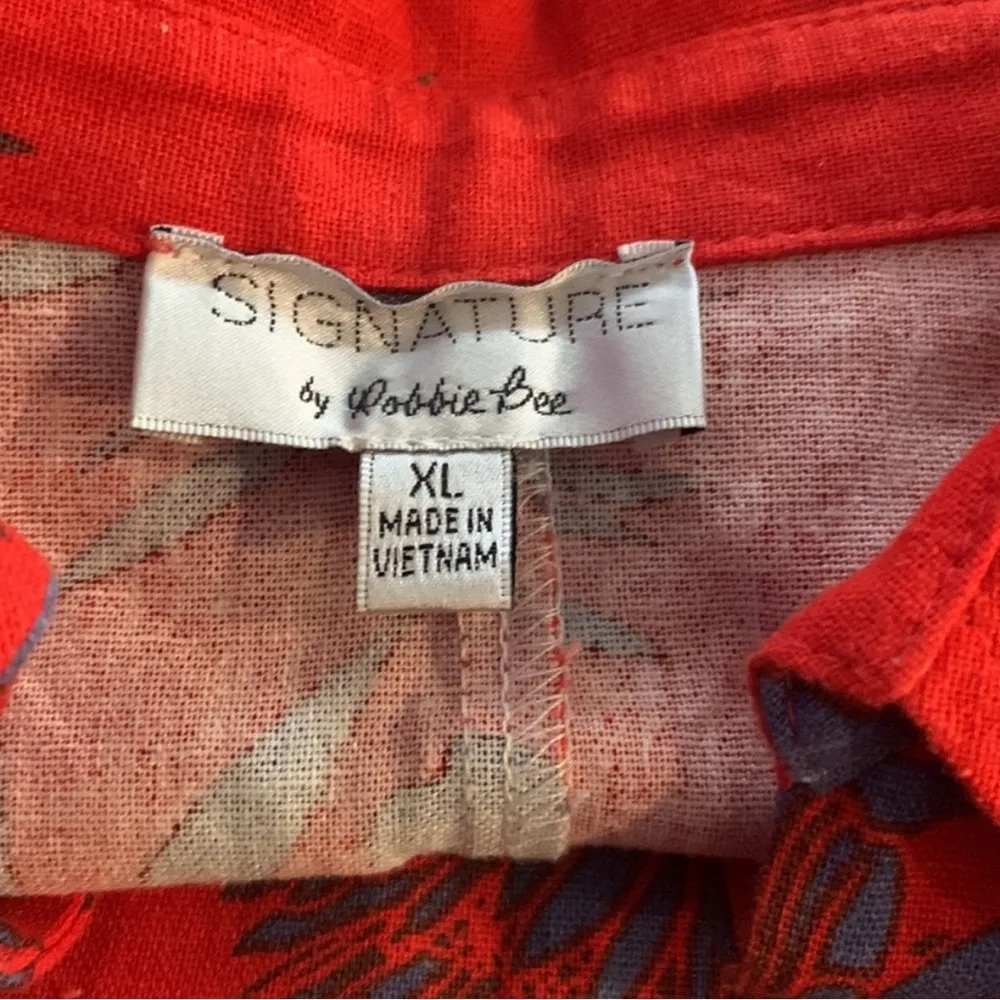 SIGNATURE
by Robbie Bee
XL
MADE IN
VIETNAM